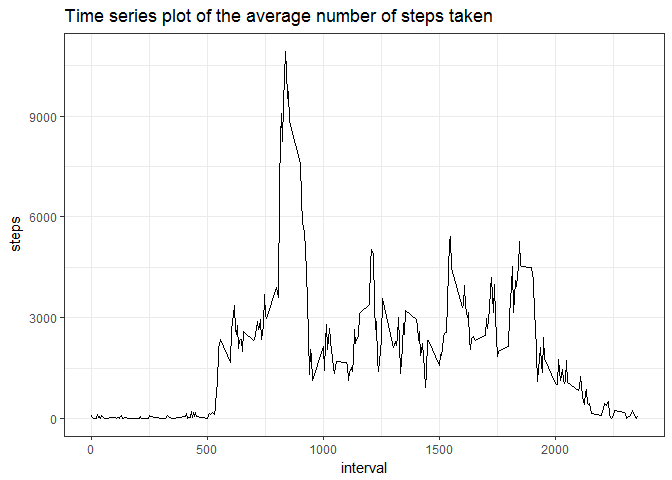 Time series plot of the average number of steps taken
9000
6000
3000
0
steps
0 500 1000 1500 2000
interval